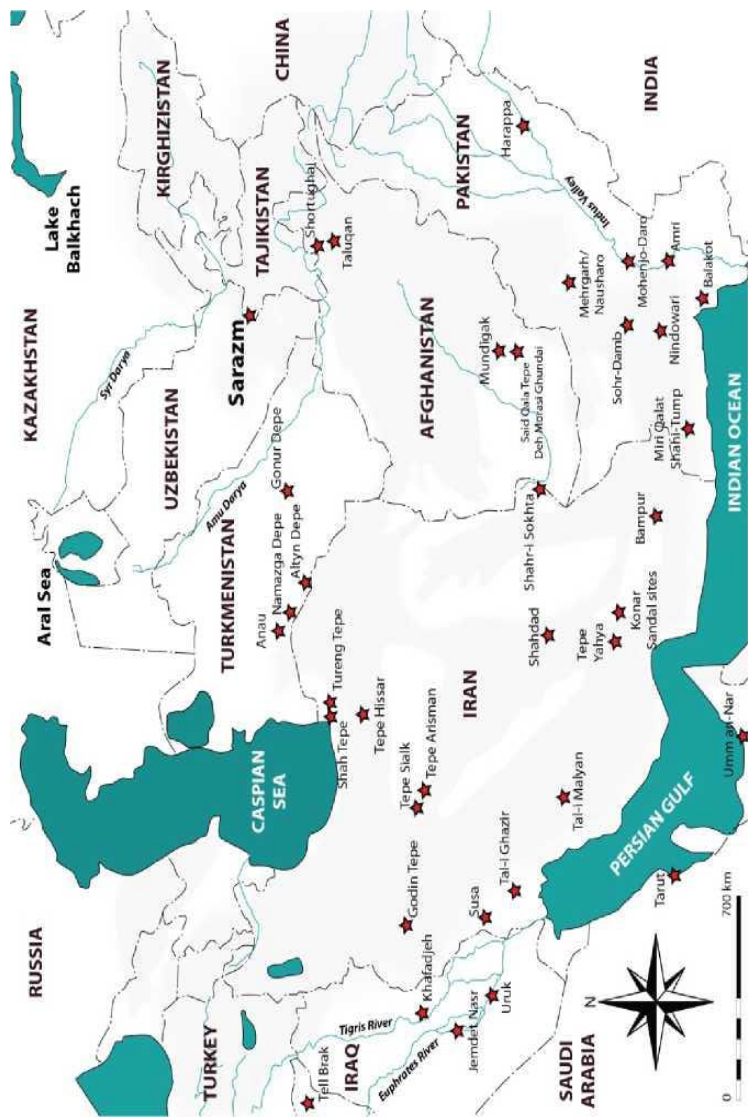 KAZAKHSTAN
Lake
Balkhach
RUSSIA
Aral Sea
Syr Darya
KIRGHIZISTAN
CHINA
UZBEKISTAN
Sarazm
TAJIKISTAN
Shortughaï
Taluqan
CASPIAN
SEA
TURKMENISTAN
Amu Darya
Gonur Depe
Anau
Namazga Depe
Altyn Depe
TURKEY
Tell Brak
Shah Tepe
Tureng Tepe
Tepe Hissar
IRAQ
Tigris River
Euphrates River
Khafadjeh
Godin Tepe
Tepe Sialk
Tepe Arisman
AFGHANISTAN
Mundigak
Said Qala Tepe
Deh Morasi Ghundai
PAKISTAN
Harappa
Indus Valley
INDIA
Jemdet Nasr
Uruk
Susa
Tal-i Ghazir
IRAN
Shahdad
Shahr-i Sokhta
Mehrgarh/
Nausharo
SAUDI
ARABIA
Tal-i Malyan
Tepe
Yahya
Konar
Sandal sites
Bampur
Sohr-Damb
Mohenjo-Daro
Nindowari
Amri
Miri Qalat
Shahi-Tump
Balakot
PERSIAN GULF
Tarut
Umm an-Nar
INDIAN OCEAN
N
0
700 km